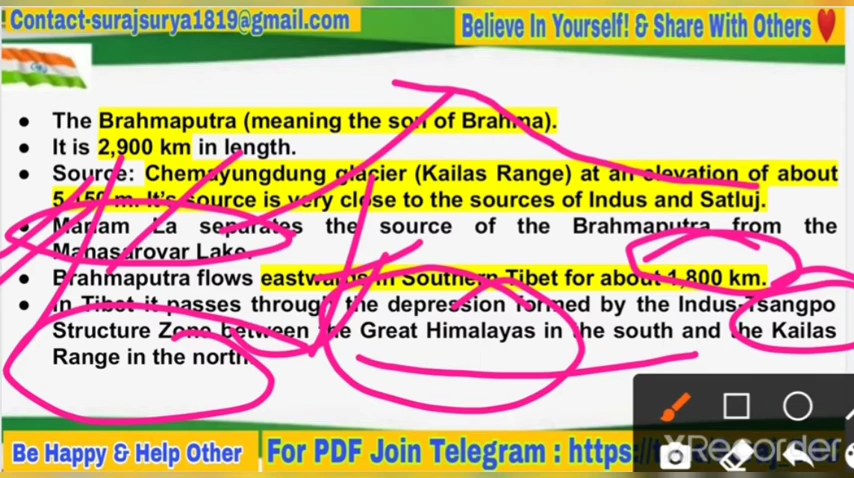 Contact-surajsurya1819@gmail.com
Believe In Yourself! & Share With Others
● The Brahmaputra (meaning the son of Brahma).
● It is 2,900 km in length.
● Source: Chemayungdung glacier (Kailas Range) at an elevation of about
5,150 m. It's source is very close to the sources of Indus and Satluj.
● Mariam La separates the source of the Brahmaputra from the
Manasarovar Lake.
● Brahmaputra flows eastwards in Southern Tibet for about 1,800 km.
● In Tibet it passes through the depression formed by the Indus-Tsangpo
Structure Zone between the Great Himalayas in the south and the Kailas
Range in the north.
Be Happy & Help Other
For PDF Join Telegram : https:
XRecorder